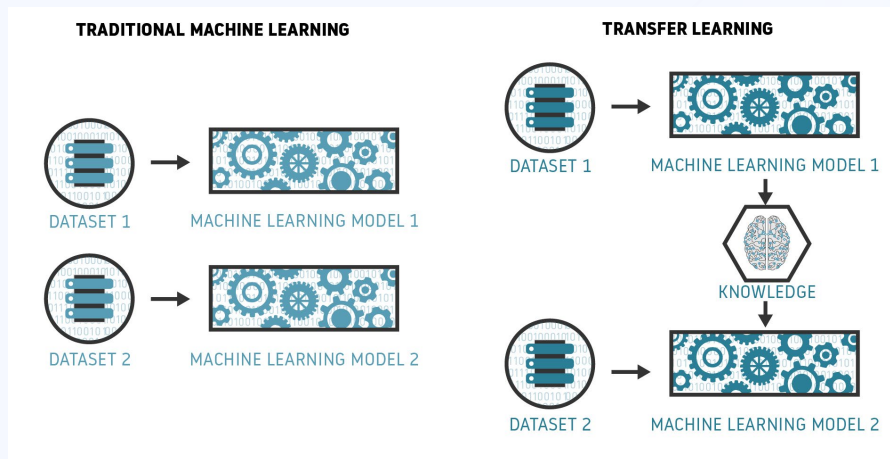 TRADITIONAL MACHINE LEARNING
DATASET 1
MACHINE LEARNING MODEL 1
DATASET 2
MACHINE LEARNING MODEL 2
TRANSFER LEARNING
DATASET 1
MACHINE LEARNING MODEL 1
KNOWLEDGE
DATASET 2
MACHINE LEARNING MODEL 2